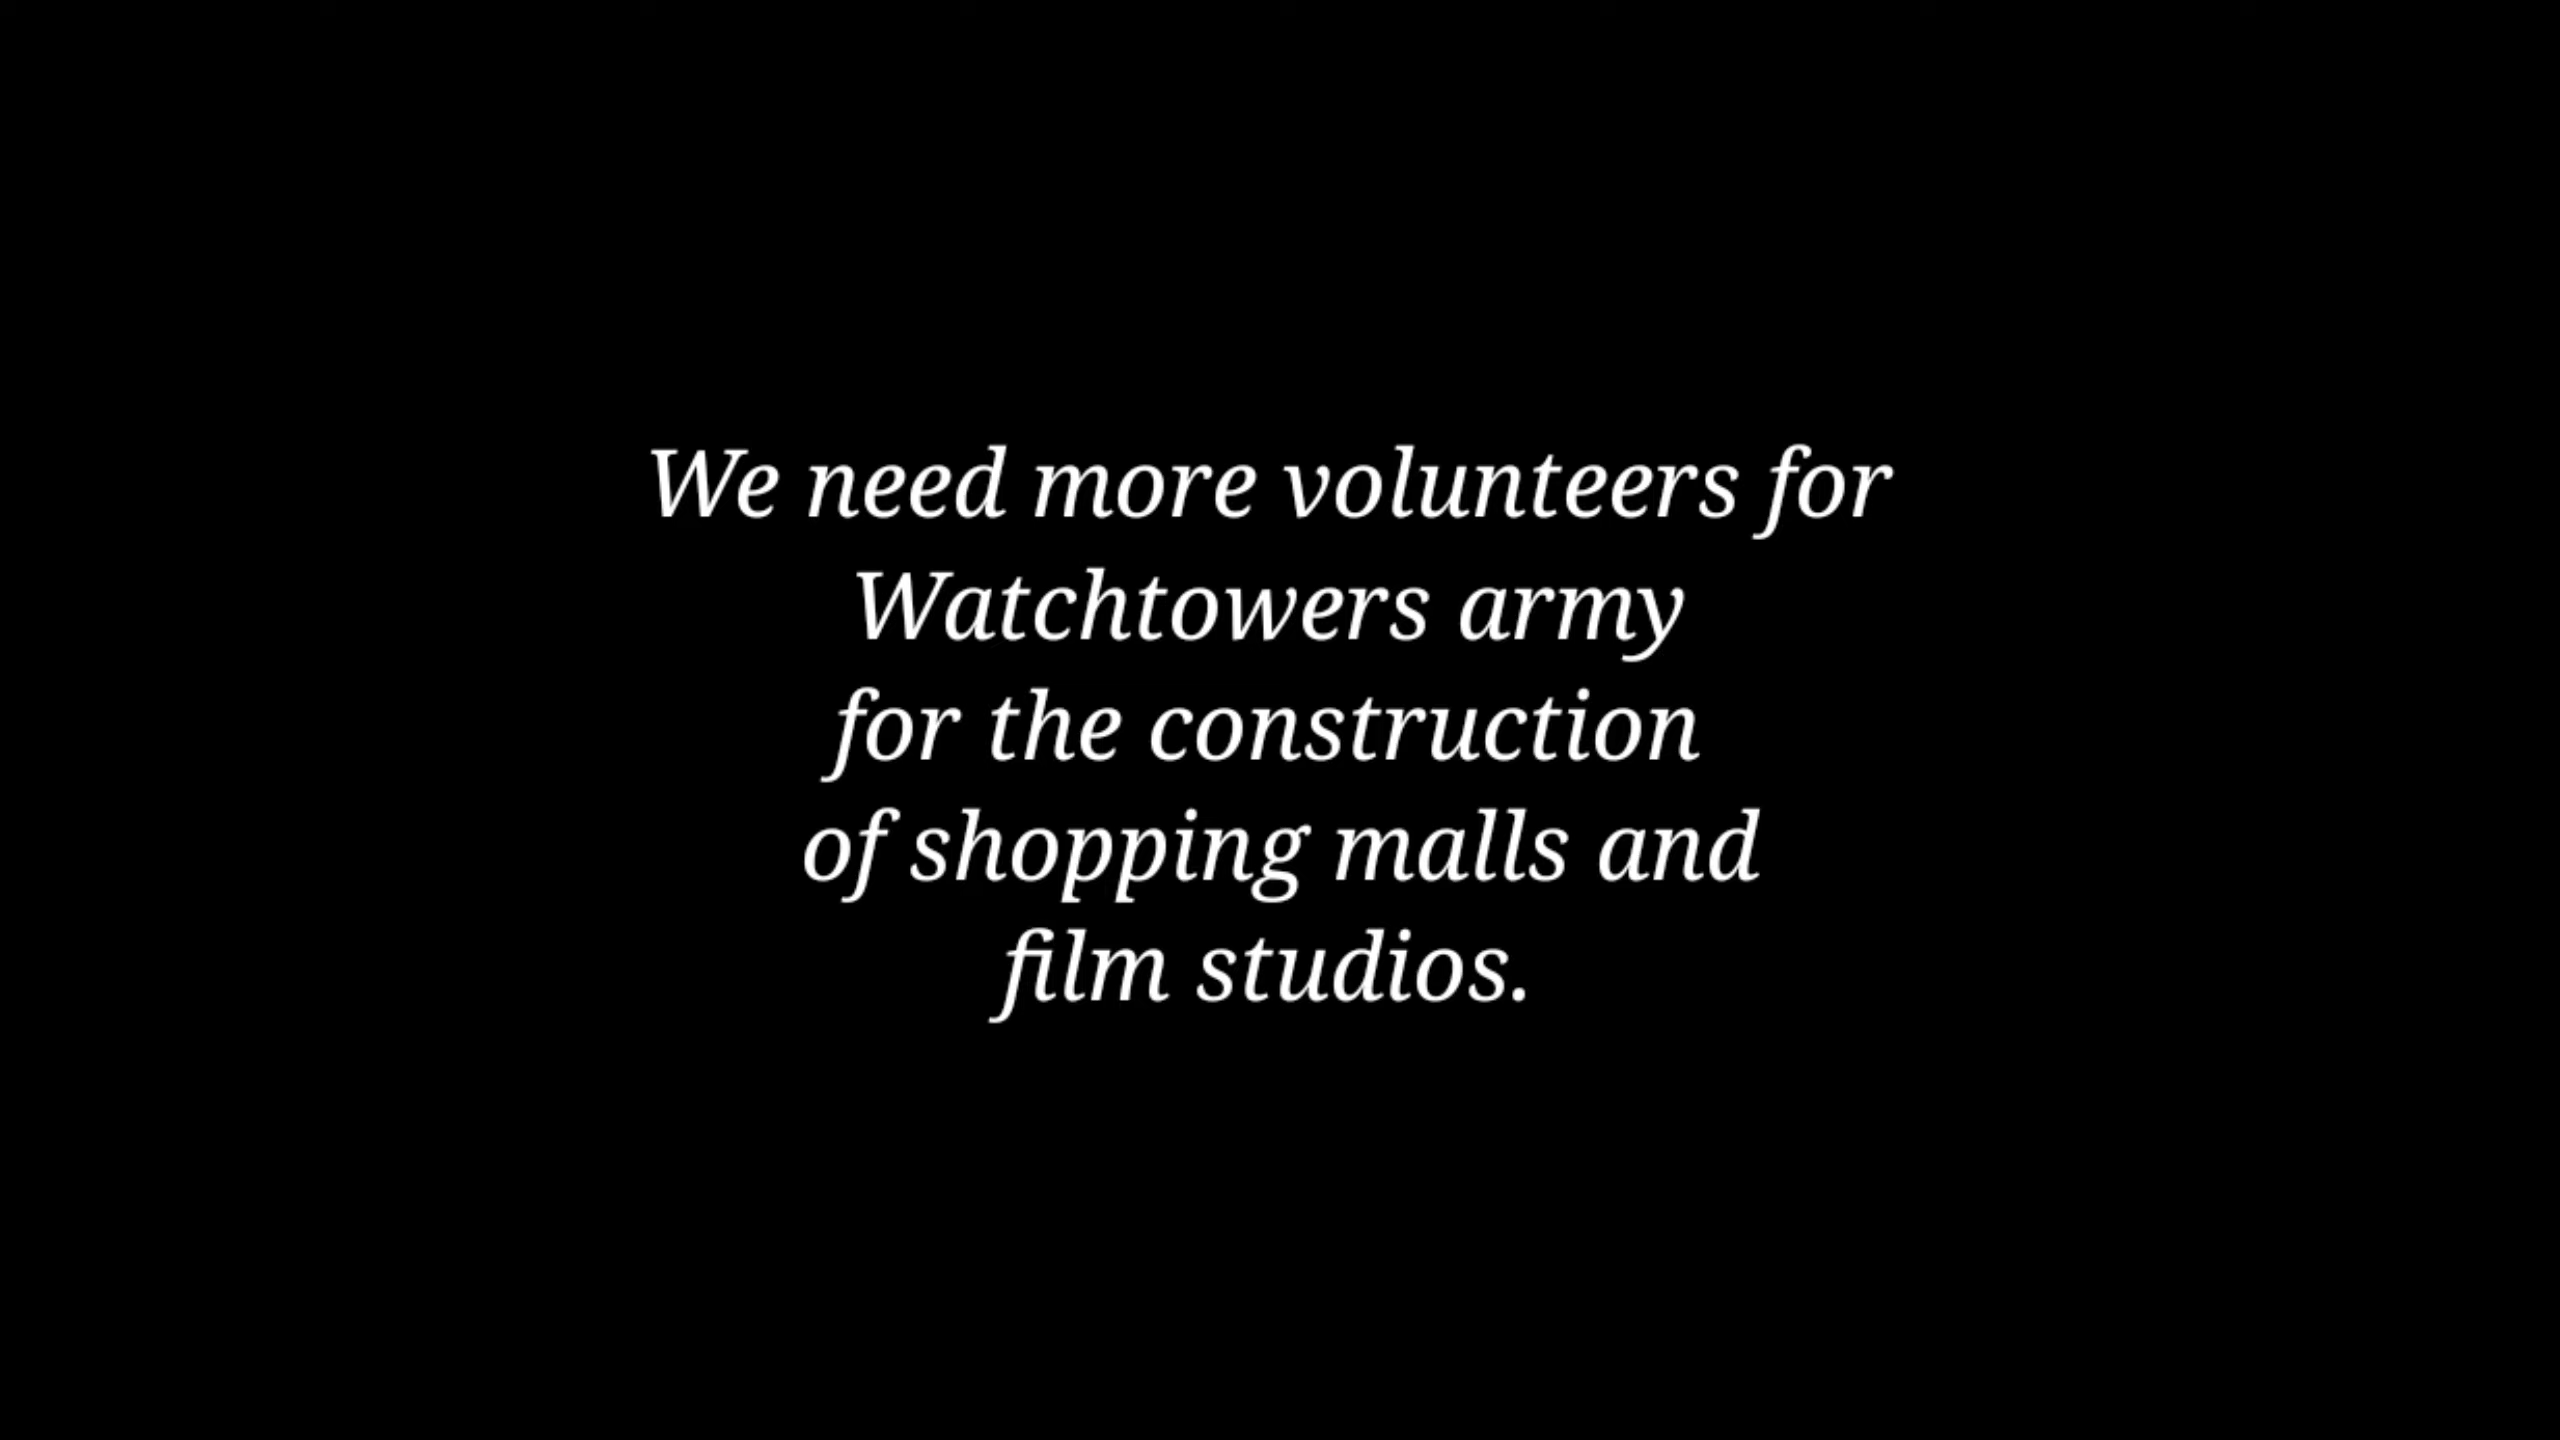 We need more volunteers for
Watchtowers army
for the construction
of shopping malls and
film studios.